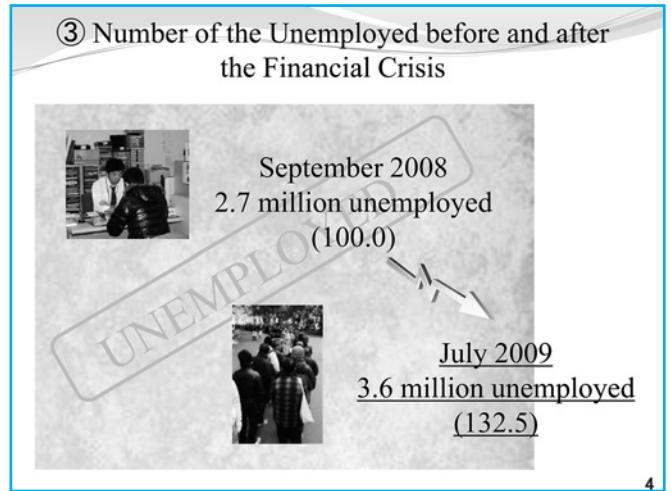 ③ Number of the Unemployed before and after
the Financial Crisis
September 2008
2.7 million unemployed
(100.0)
UNEMPLOYED
July 2009
3.6 million unemployed
(132.5)
4